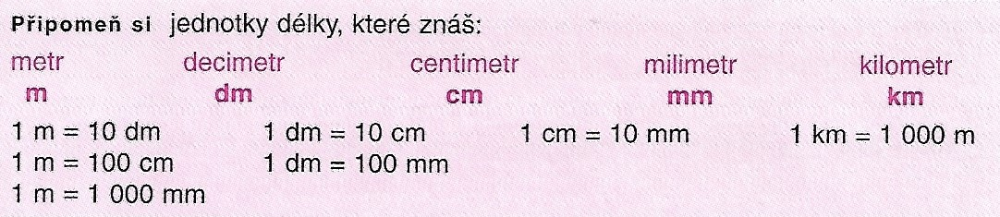 Připomeň si jednotky délky, které znáš:
metr decimetr centimetr milimetr kilometr
m dm cm mm km
1 m = 10 dm 1 dm = 10 cm 1 cm = 10 mm 1 km = 1 000 m
1 m = 100 cm 1 dm = 100 mm
1 m = 1 000 mm